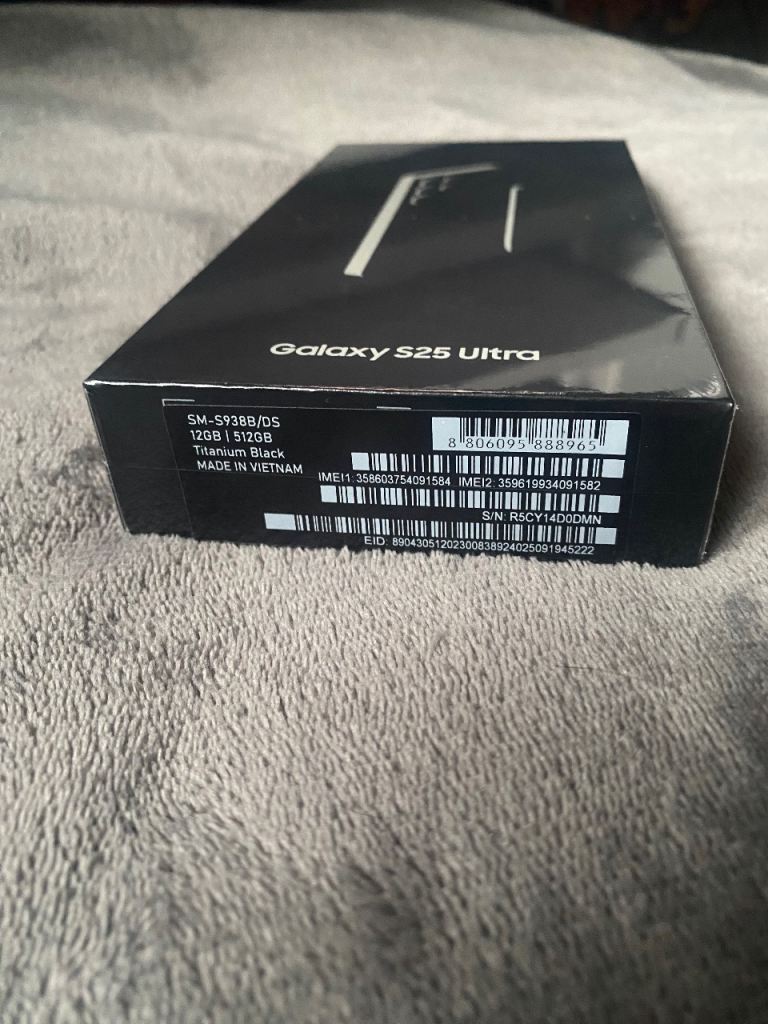 Galaxy S25 Ultra
SM-S938B/DS
12GB | 512GB
Titanium Black
MADE IN VIETNAM
8 806095 888965
IMEI1: 358603754091584 IMEI2: 359619934091582
S/N: R5CY14D0DMN
EID: 89043051202300838924025091945222